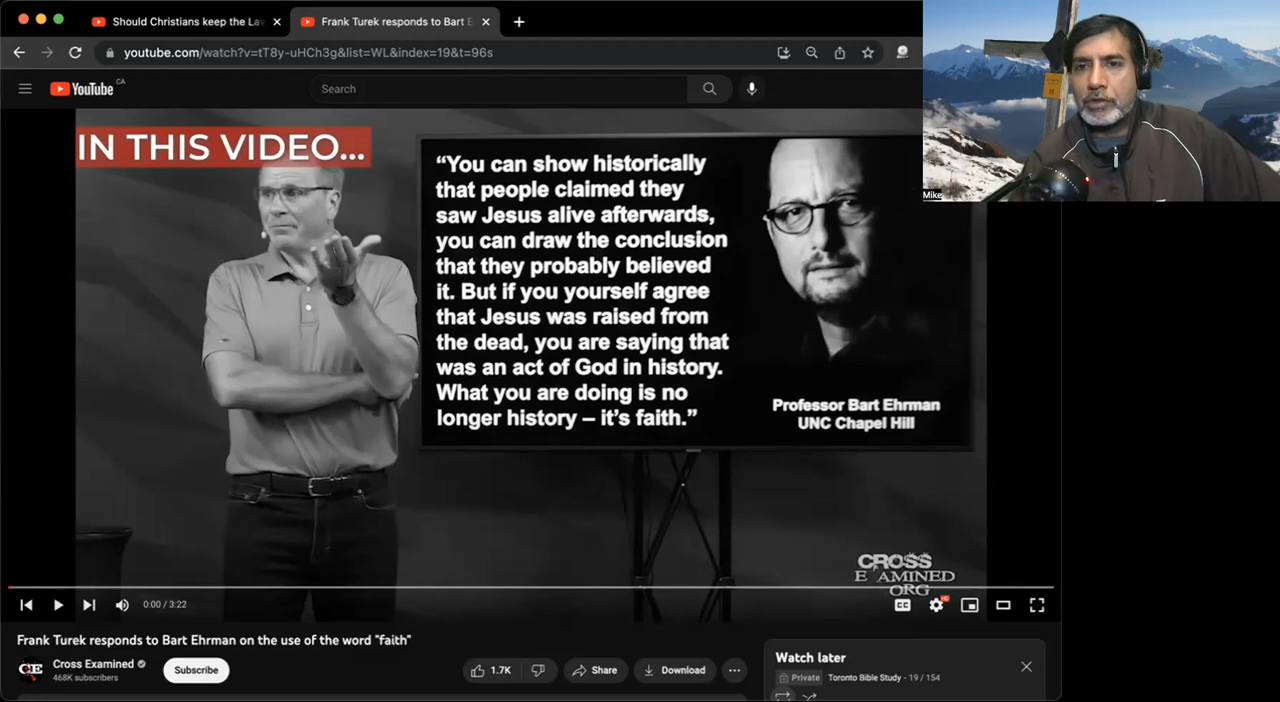 Should Christians keep the Law
Frank Turek responds to Bart E
youtube.com/watch?v=tT8y-uHCh3g&list=WL&index=19&t=96s
YouTube CA
Search
Mike
IN THIS VIDEO...
“You can show historically
that people claimed they
saw Jesus alive afterwards,
you can draw the conclusion
that they probably believed
it. But if you yourself agree
that Jesus was raised from
the dead, you are saying that
was an act of God in history.
What you are doing is no
longer history – it’s faith.”
Professor Bart Ehrman
UNC Chapel Hill
CROSS
EXAMINED
ORG
0:00 / 3:22
CC
HD
Frank Turek responds to Bart Ehrman on the use of the word "faith"
CE
Cross Examined
468K subscribers
Subscribe
1.7K
Share
Download
Watch later
Private
Toronto Bible Study - 19 / 154